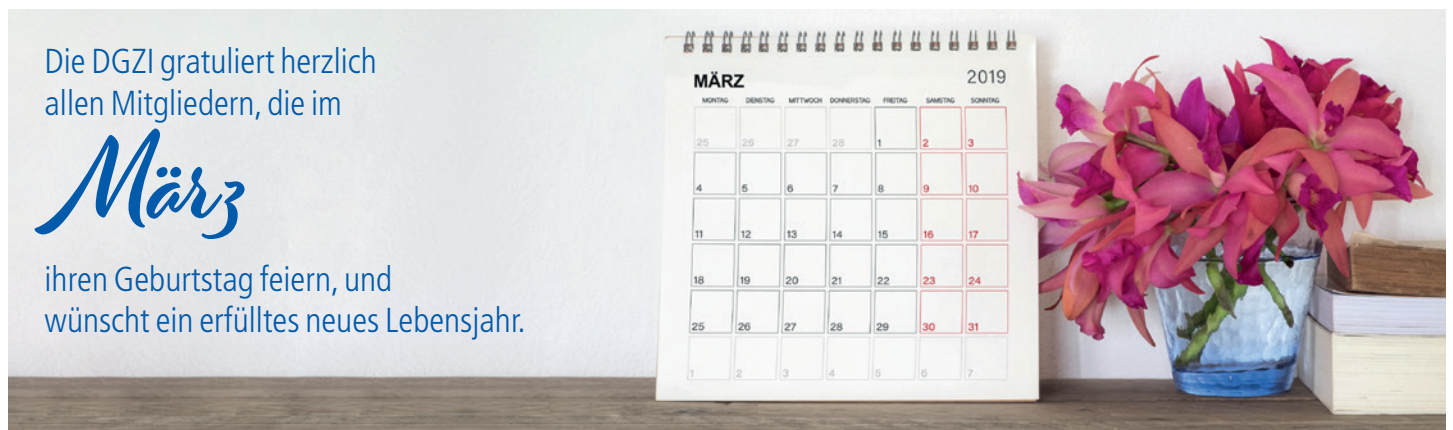 Die DGZI gratuliert herzlich
allen Mitgliedern, die im
März
ihren Geburtstag feiern, und
wünscht ein erfülltes neues Lebensjahr.
MÄRZ 2019
MONTAG DIENSTAG MITTWOCH DONNERSTAG FREITAG SAMSTAG SONNTAG
25 26 27 28 1 2 3
4 5 6 7 8 9 10
11 12 13 14 15 16 17
18 19 20 21 22 23 24
25 26 27 28 29 30 31
1 2 3 4 5 6 7